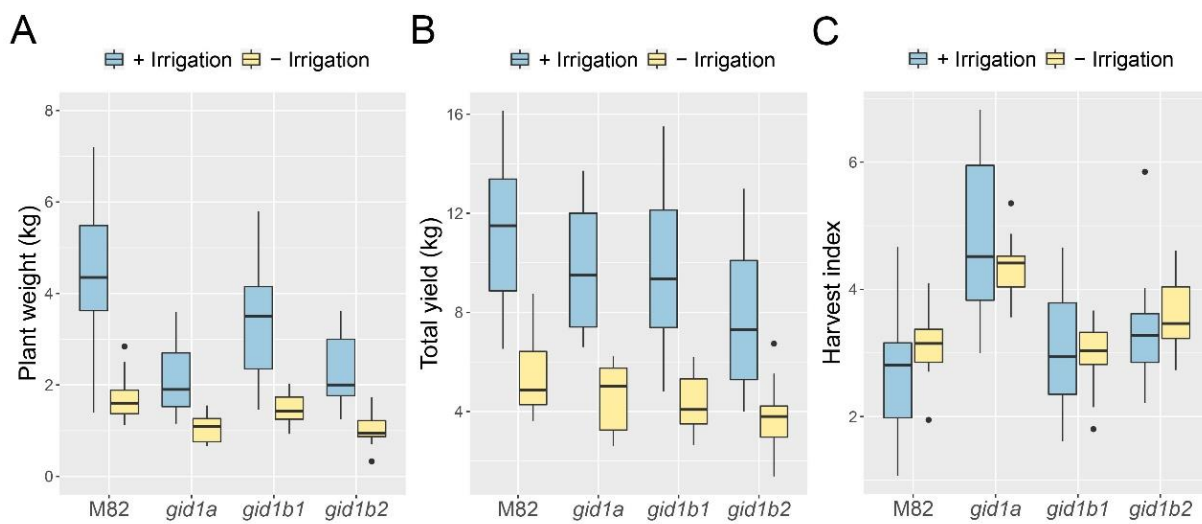 A
+ Irrigation − Irrigation
Plant weight (kg)
8
6
4
2
0
M82 gid1a gid1b1 gid1b2
B
+ Irrigation − Irrigation
Total yield (kg)
16
12
8
4
M82 gid1a gid1b1 gid1b2
C
+ Irrigation − Irrigation
Harvest index
6
4
2
M82 gid1a gid1b1 gid1b2